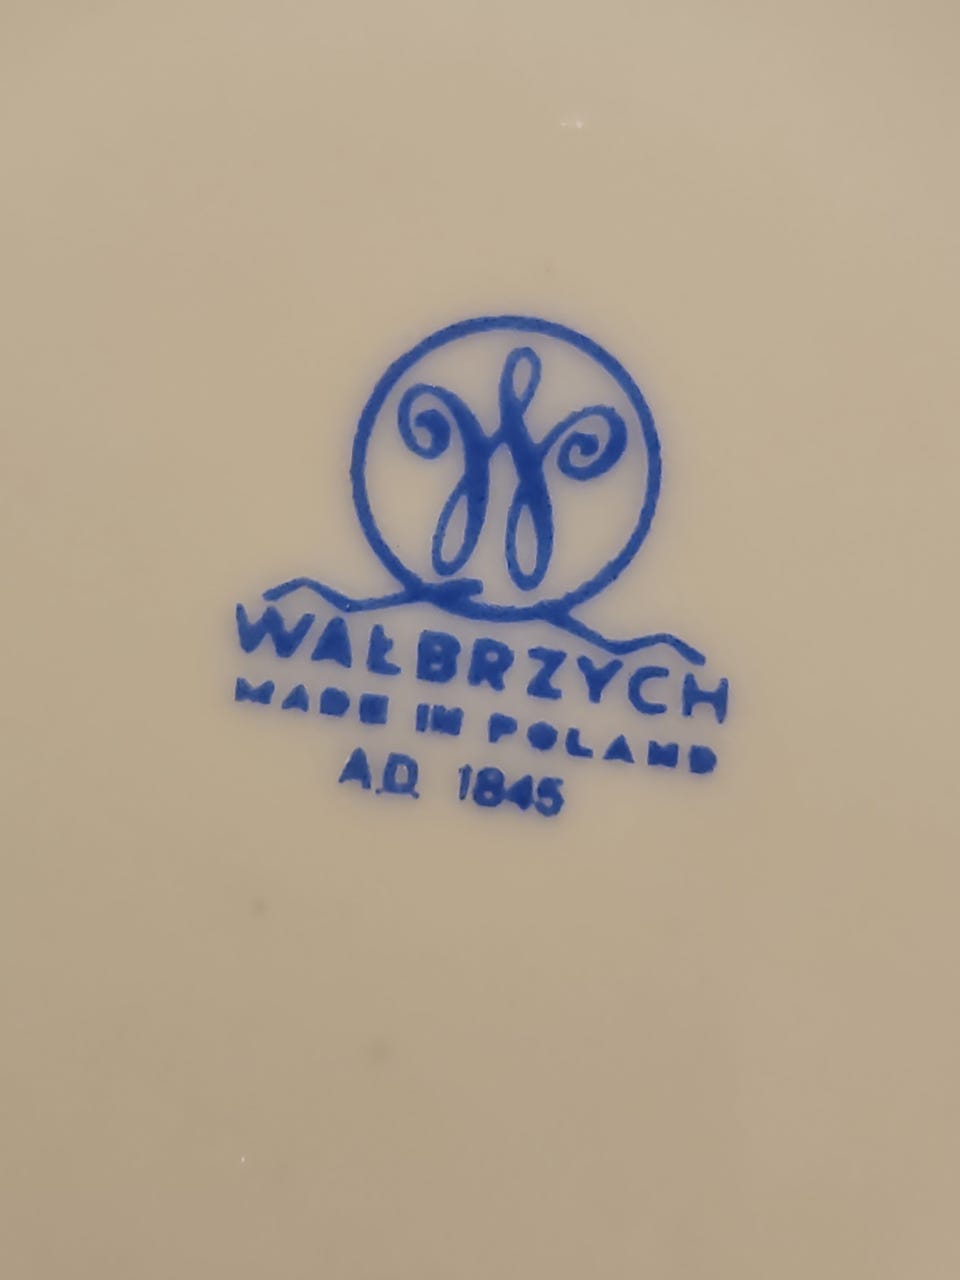 W
WAŁBRZYCH
MADE IN POLAND
A.D. 1845